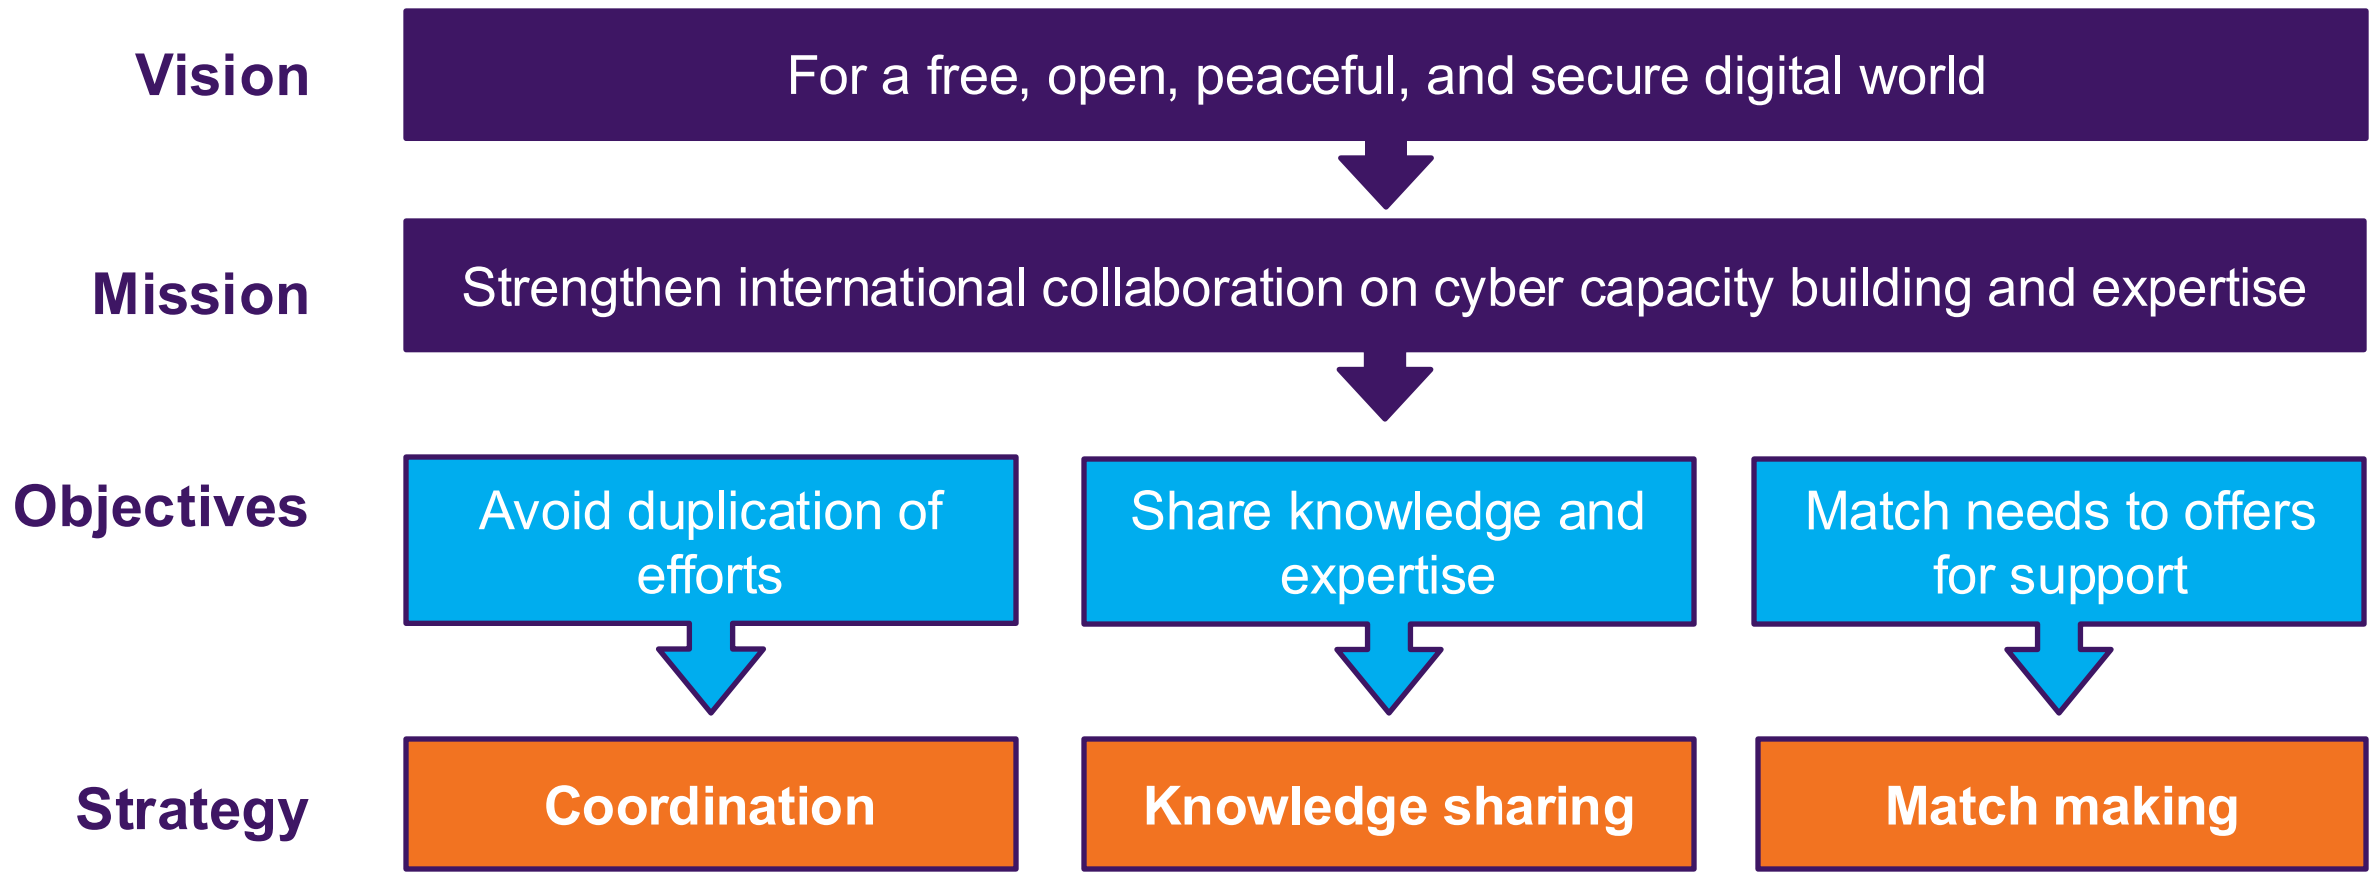 Vision
For a free, open, peaceful, and secure digital world
Mission
Strengthen international collaboration on cyber capacity building and expertise
Objectives
Avoid duplication of
efforts
Share knowledge and
expertise
Match needs to offers
for support
Strategy
Coordination
Knowledge sharing
Match making